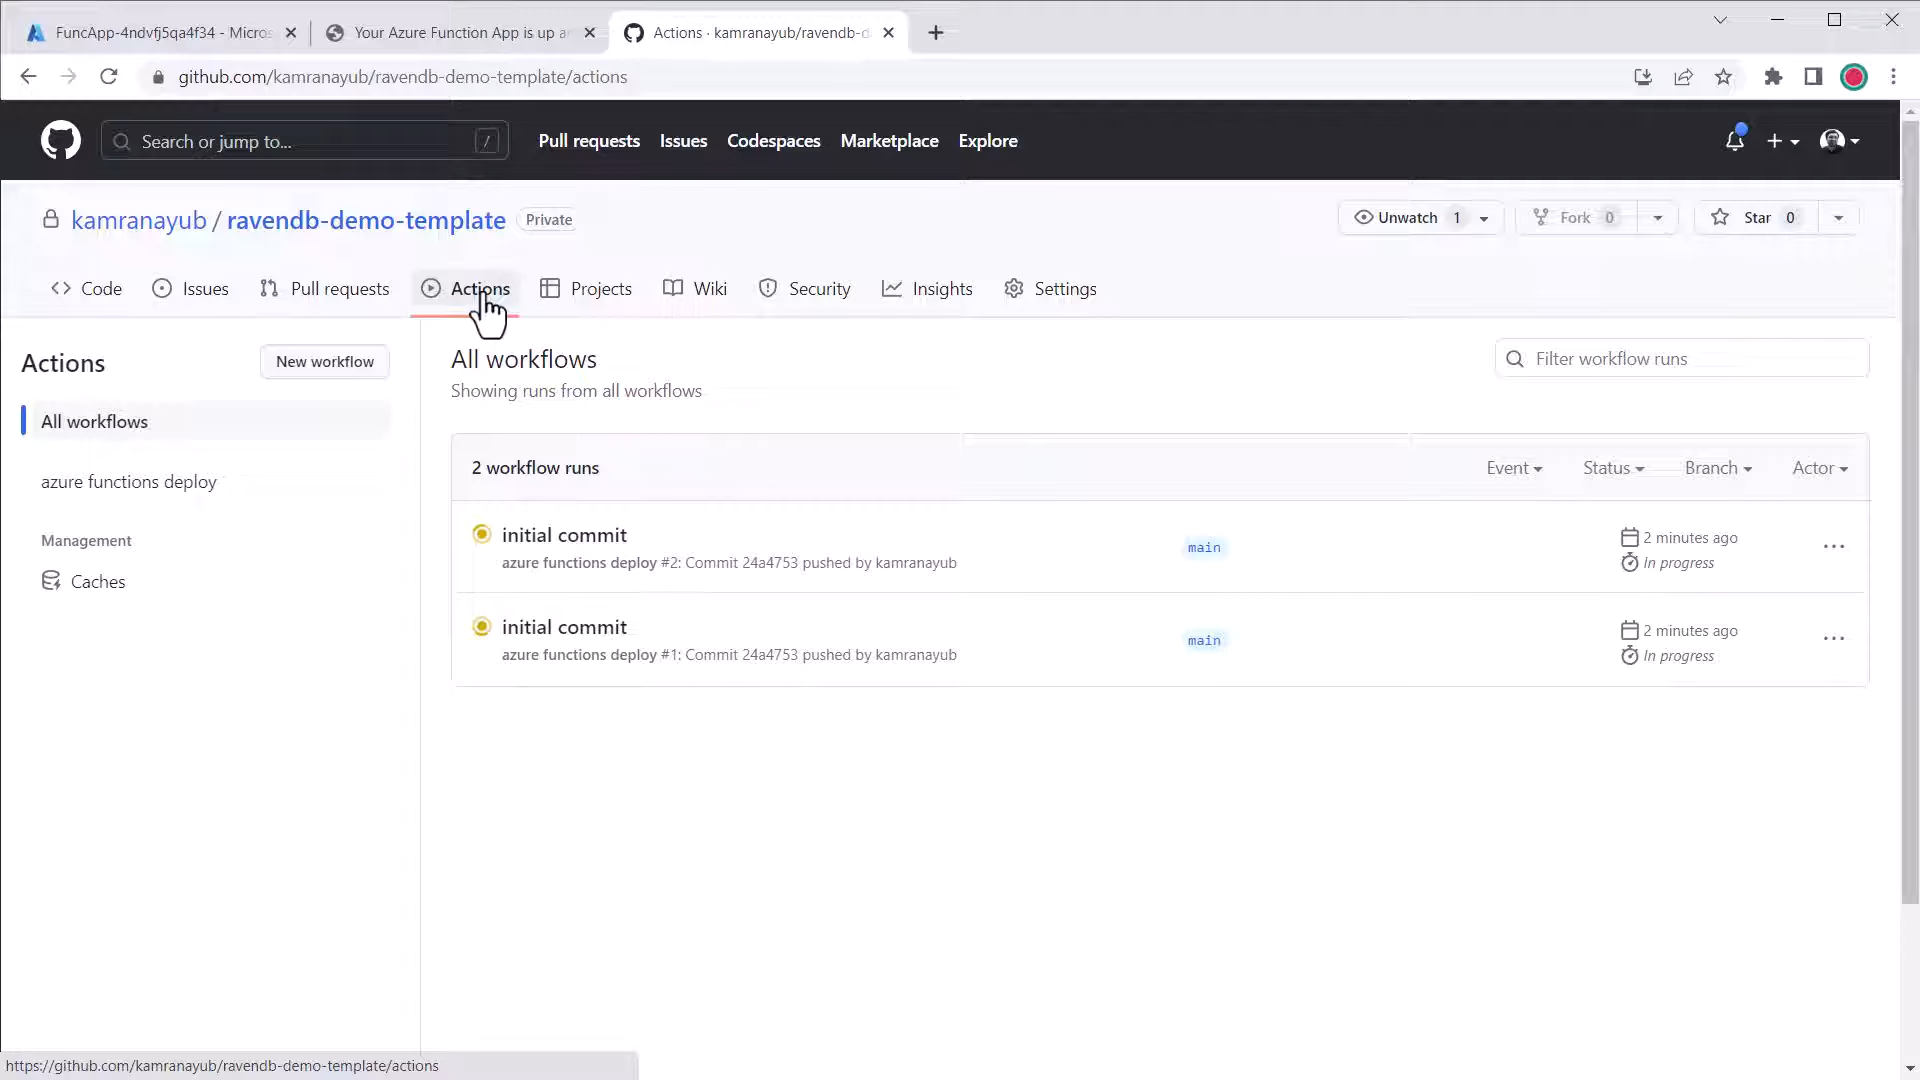 FuncApp-4ndvfj5qa4f34 - Micros
Your Azure Function App is up a
Actions · kamranayub/ravendb-d
github.com/kamranayub/ravendb-demo-template/actions
Search or jump to...
/
Pull requests
Issues
Codespaces
Marketplace
Explore
kamranayub / ravendb-demo-template
Private
Unwatch 1
Fork 0
Star 0
Code
Issues
Pull requests
Actions
Projects
Wiki
Security
Insights
Settings
Actions
New workflow
All workflows
azure functions deploy
Management
Caches
All workflows
Showing runs from all workflows
Filter workflow runs
2 workflow runs
Event
Status
Branch
Actor
initial commit
azure functions deploy #2: Commit 24a4753 pushed by kamranayub
main
2 minutes ago
In progress
initial commit
azure functions deploy #1: Commit 24a4753 pushed by kamranayub
main
2 minutes ago
In progress
https://github.com/kamranayub/ravendb-demo-template/actions